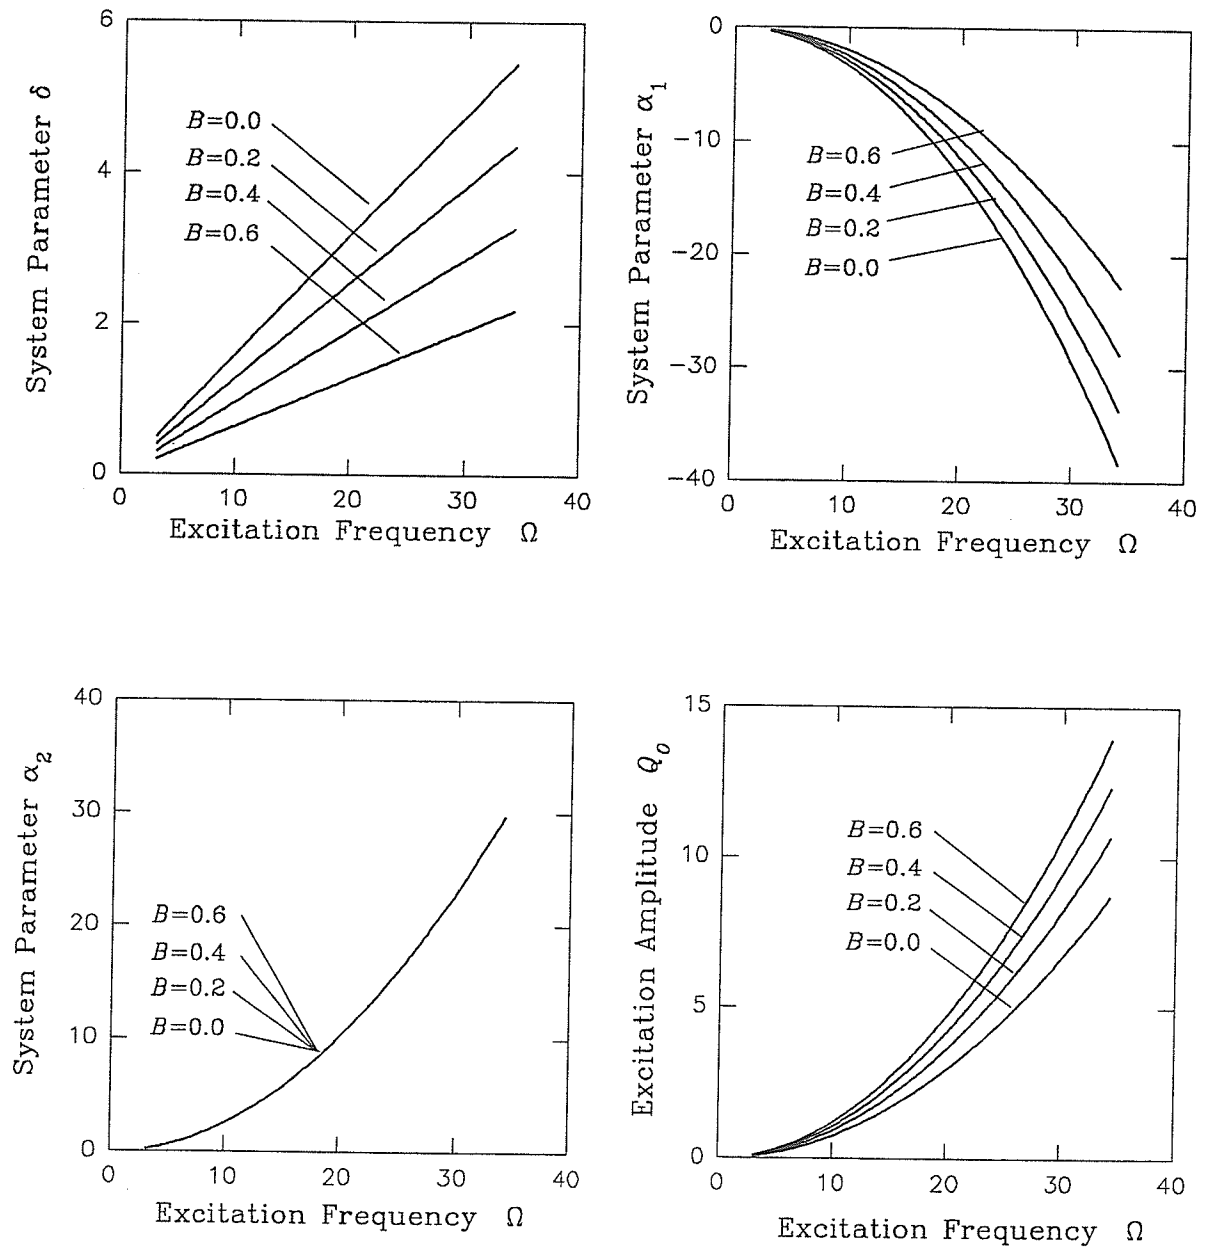 6
4
2
0
System Parameter δ
B=0.0
B=0.2
B=0.4
B=0.6
0 10 20 30 40
Excitation Frequency Ω
0
−10
−20
−30
−40
System Parameter α₁
B=0.6
B=0.4
B=0.2
B=0.0
0 10 20 30 40
Excitation Frequency Ω
40
30
20
10
0
System Parameter α₂
B=0.6
B=0.4
B=0.2
B=0.0
0 10 20 30 40
Excitation Frequency Ω
15
10
5
0
Excitation Amplitude Qₒ
B=0.6
B=0.4
B=0.2
B=0.0
0 10 20 30 40
Excitation Frequency Ω